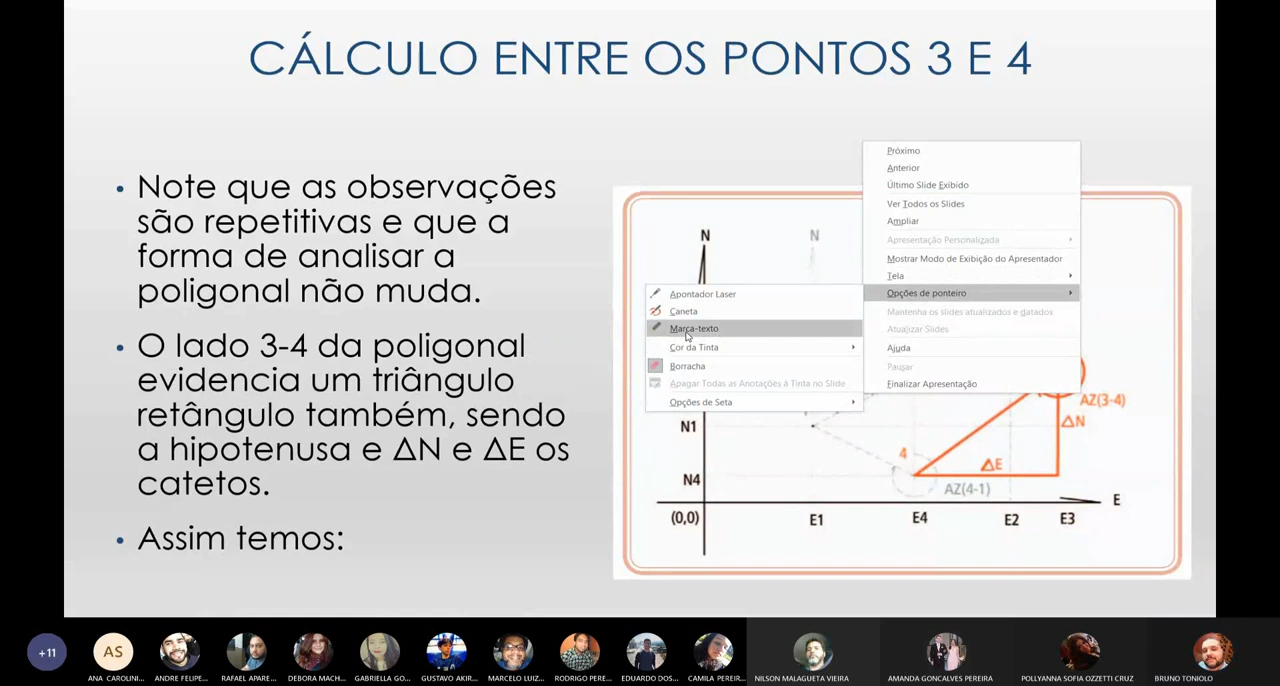 CÁLCULO ENTRE OS PONTOS 3 E 4
• Note que as observações
são repetitivas e que a
forma de analisar a
poligonal não muda.
• O lado 3-4 da poligonal
evidencia um triângulo
retângulo também, sendo
a hipotenusa e ΔN e ΔE os
catetos.
• Assim temos:
Próximo
Anterior
Último Slide Exibido
Ver Todos os Slides
Ampliar
Apresentação Personalizada
Mostrar Modo de Exibição do Apresentador
Tela
Opções de ponteiro
Mantenha os slides atualizados e datados
Atualizar Slides
Ajuda
Pausar
Finalizar Apresentação
Apontador Laser
Caneta
Marca-texto
Cor da Tinta
Borracha
Apagar Todas as Anotações à Tinta no Slide
Opções de Seta
N
N
AZ(3-4)
ΔN
N1
4
ΔE
N4
AZ(4-1)
E
(0,0)
E1
E4
E2
E3
+11
AS
ANA CAROLINI...
ANDRE FELIPE...
RAFAEL APARE...
DEBORA MACH...
GABRIELLA GO...
GUSTAVO AKIR...
MARCELO LUIZ...
RODRIGO PERE...
EDUARDO DOS...
CAMILA PEREIR...
NILSON MALAGUETA VIEIRA
AMANDA GONCALVES PEREIRA
POLLYANNA SOFIA OZZETTI CRUZ
BRUNO TONIOLO